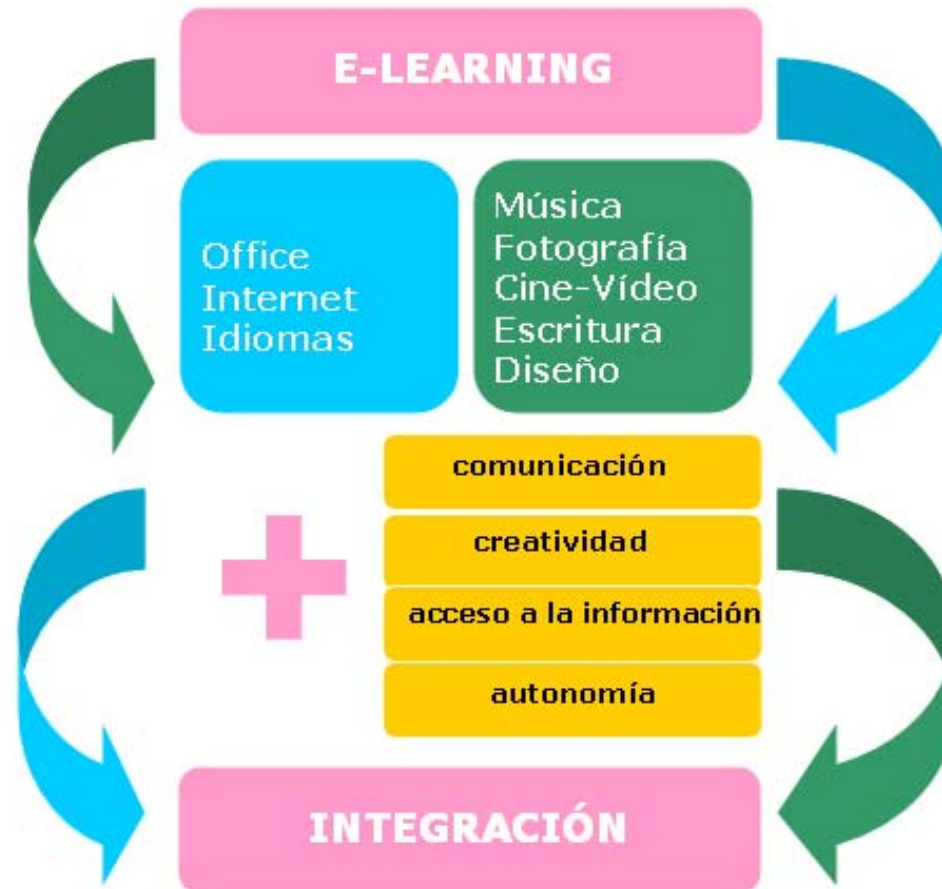 E-LEARNING
Office
Internet
Idiomas
Música
Fotografía
Cine-Vídeo
Escritura
Diseño
comunicación
creatividad
acceso a la información
autonomía
INTEGRACIÓN